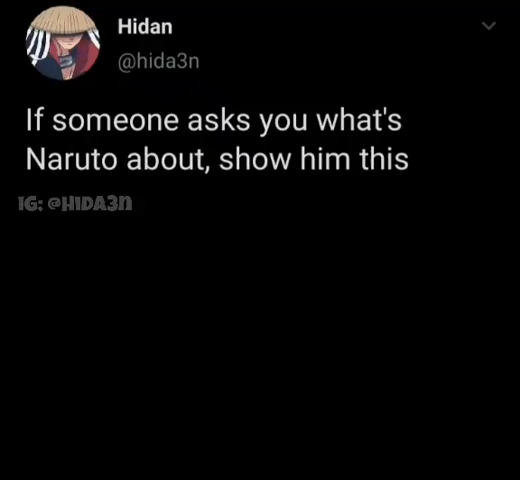 Hidan
@hida3n
If someone asks you what's
Naruto about, show him this
IG: @HIDA3n